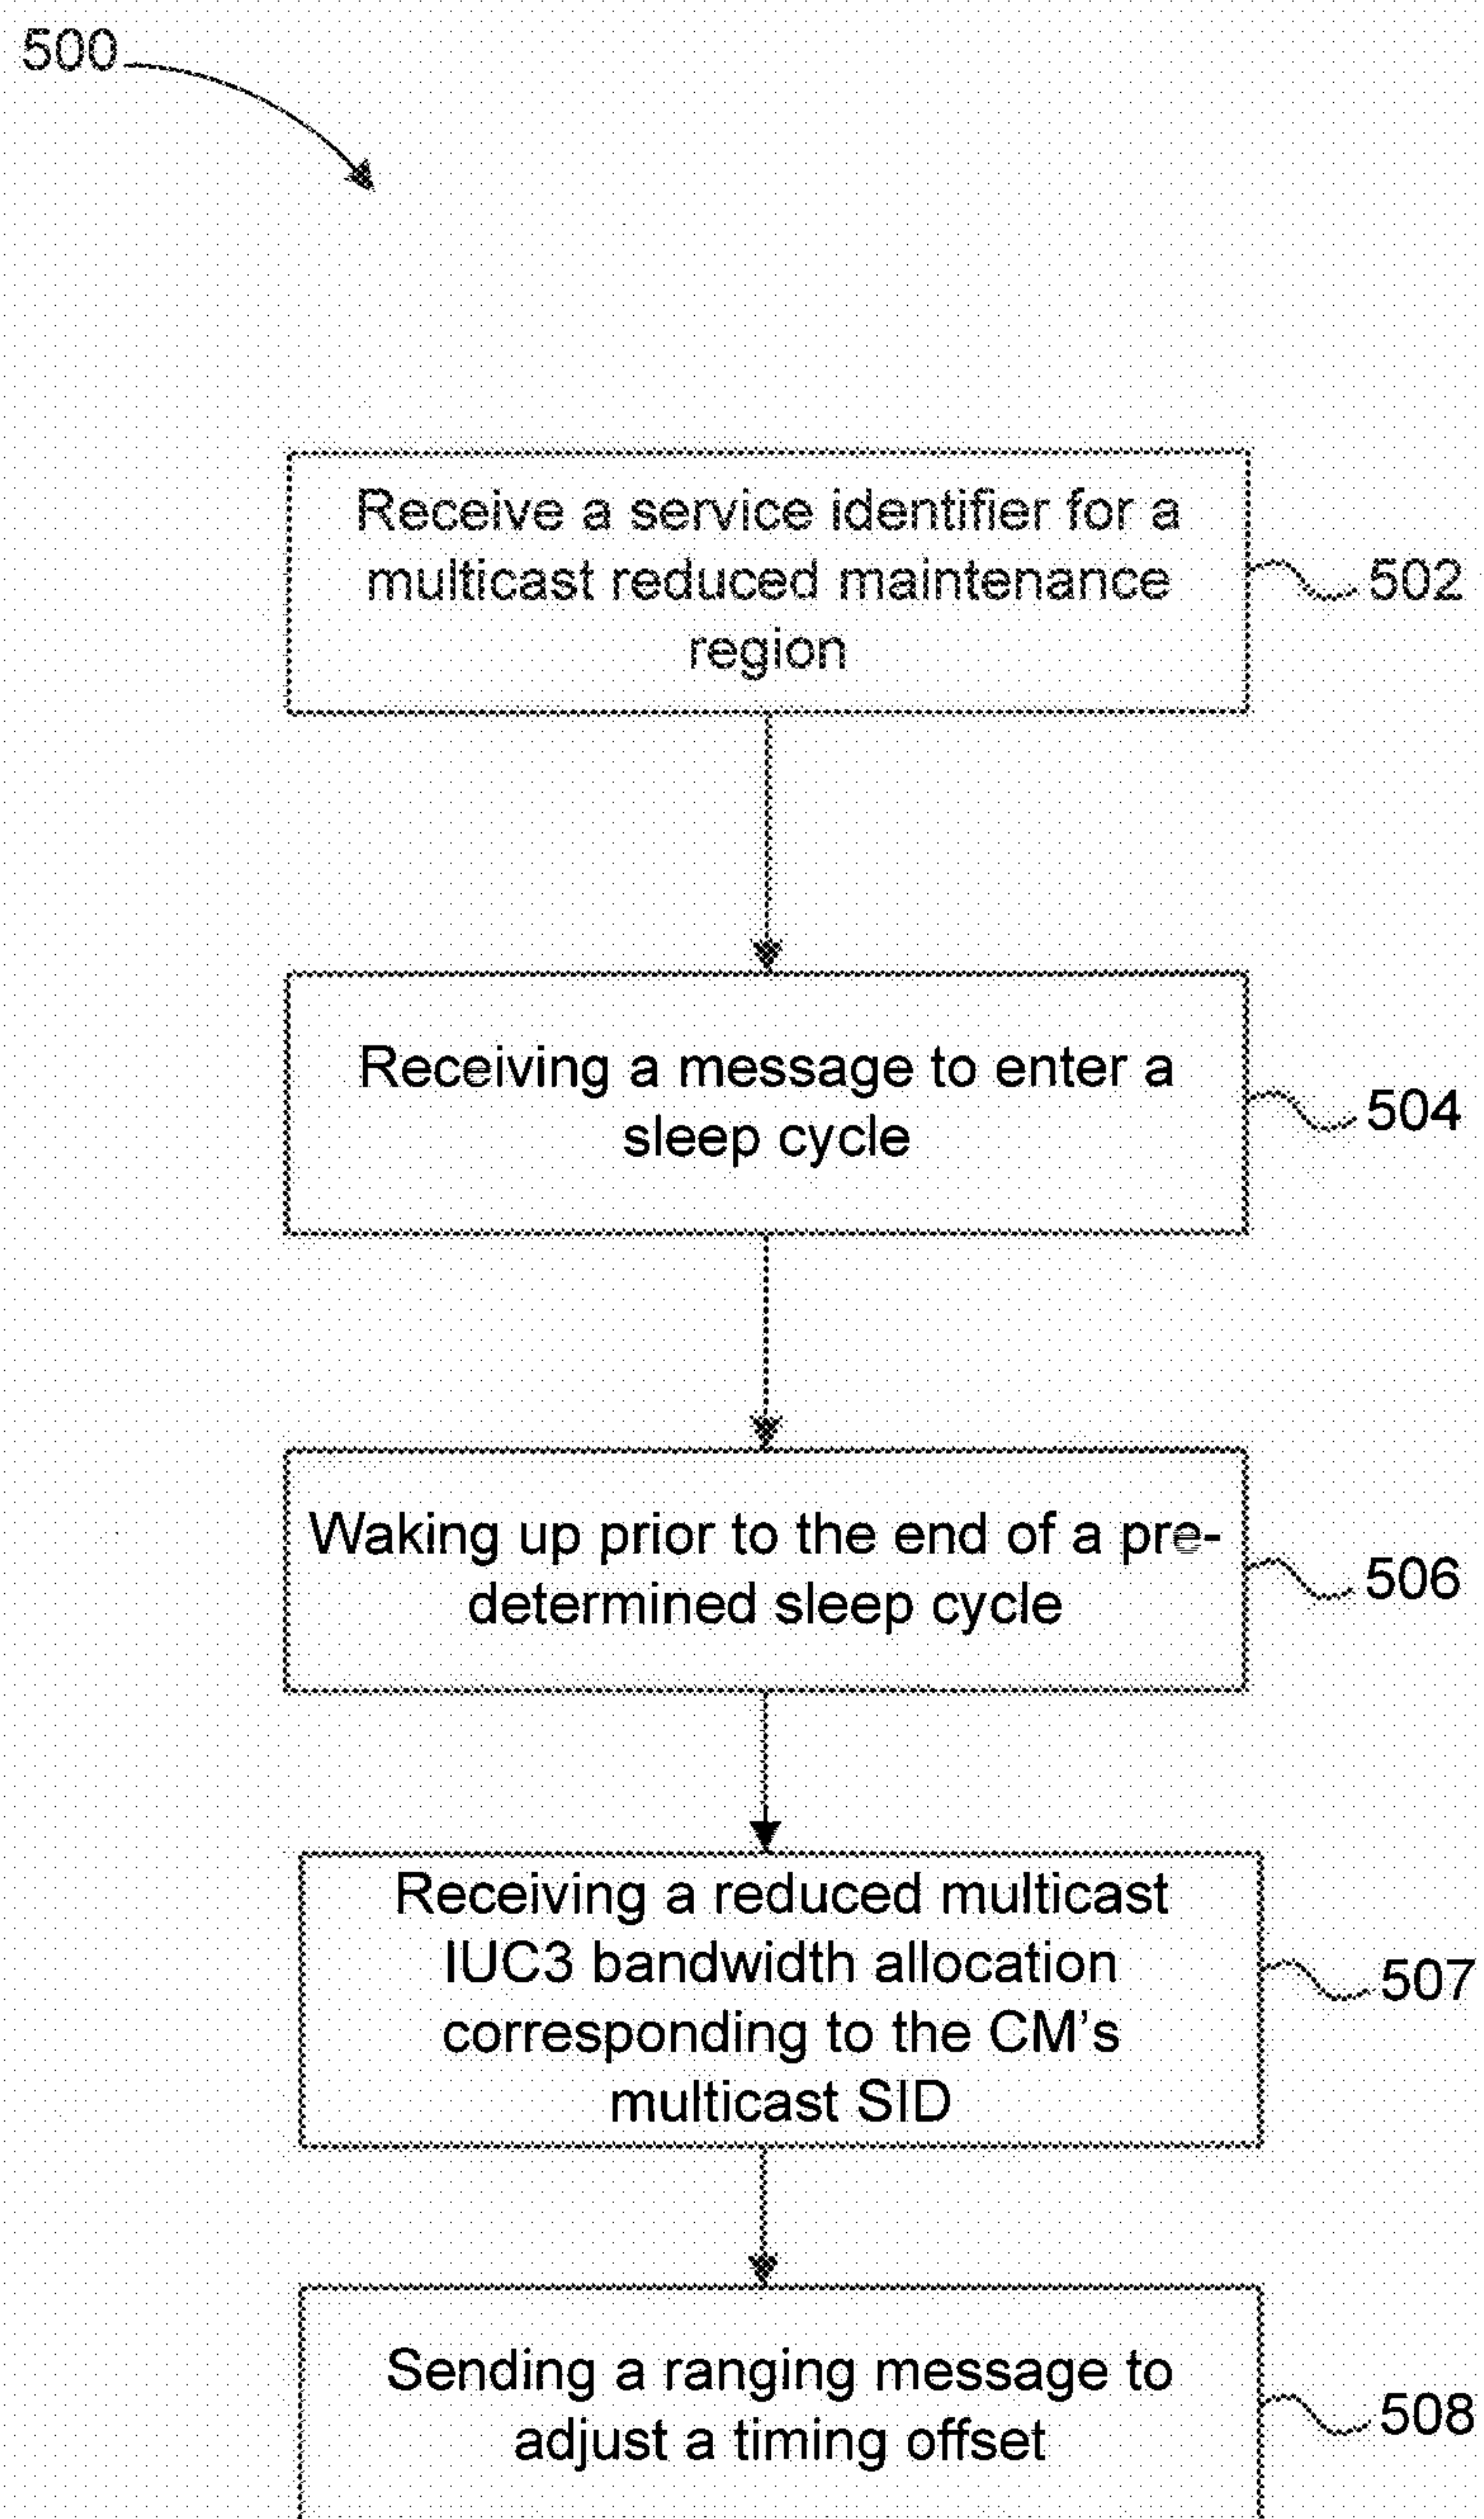 500
Receive a service identifier for a
multicast reduced maintenance
region
502
Receiving a message to enter a
sleep cycle
504
Waking up prior to the end of a pre-
determined sleep cycle
506
Receiving a reduced multicast
IUC3 bandwidth allocation
corresponding to the CM's
multicast SID
507
Sending a ranging message to
adjust a timing offset
508